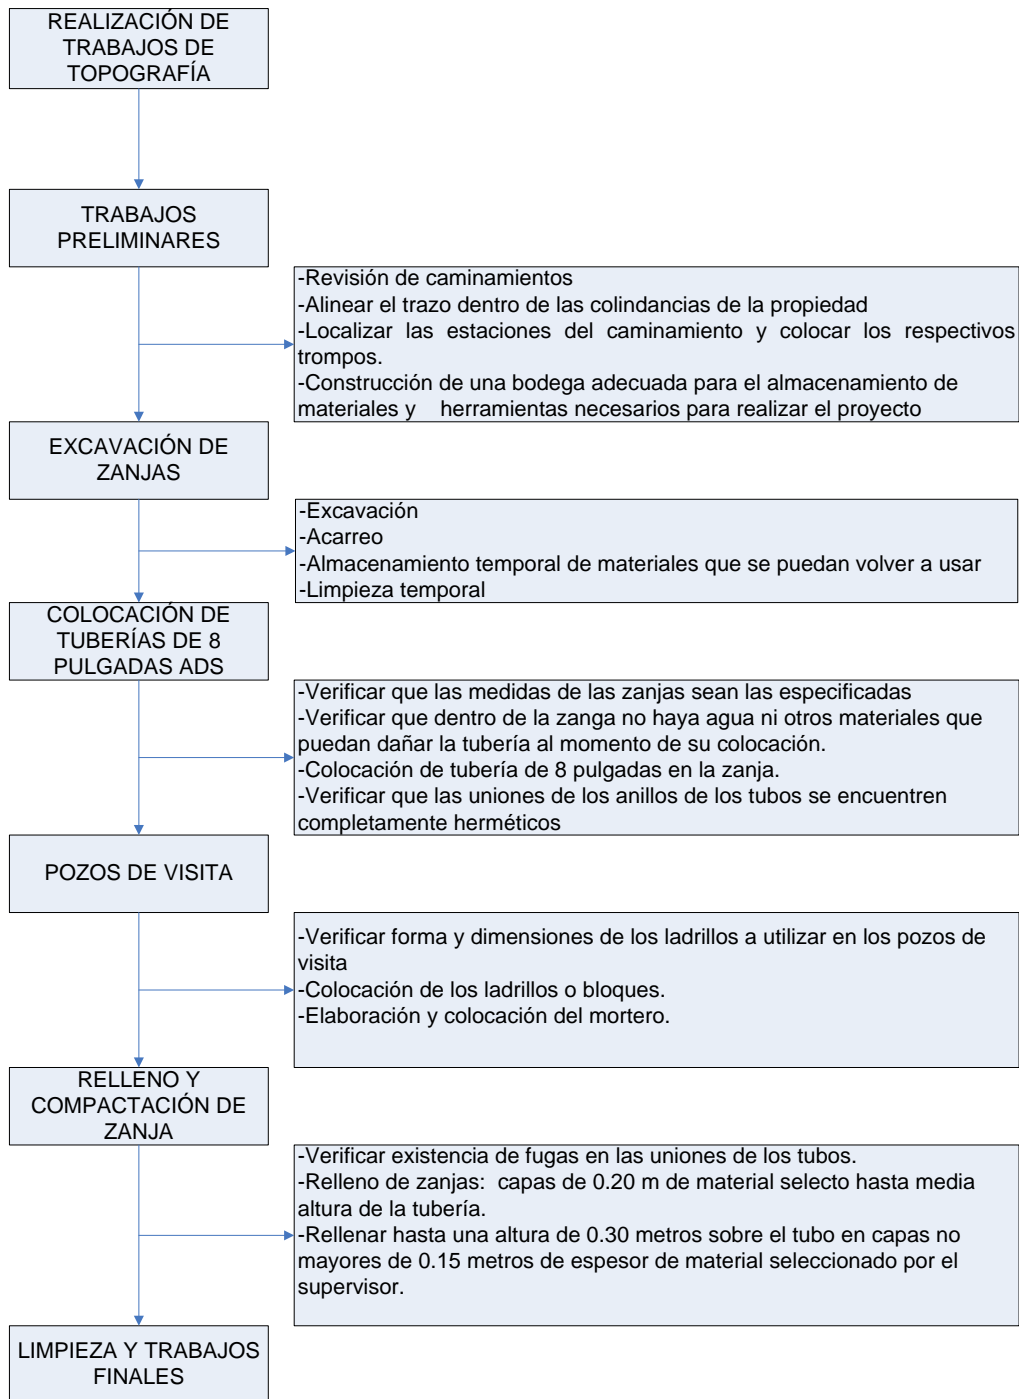 REALIZACIÓN DE
TRABAJOS DE
TOPOGRAFÍA
TRABAJOS
PRELIMINARES
-Revisión de caminamientos
-Alinear el trazo dentro de las colindancias de la propiedad
-Localizar las estaciones del caminamiento y colocar los respectivos
trompos.
-Construcción de una bodega adecuada para el almacenamiento de
materiales y    herramientas necesarios para realizar el proyecto
EXCAVACIÓN DE
ZANJAS
-Excavación
-Acarreo
-Almacenamiento temporal de materiales que se puedan volver a usar
-Limpieza temporal
COLOCACIÓN DE
TUBERÍAS DE 8
PULGADAS ADS
-Verificar que las medidas de las zanjas sean las especificadas
-Verificar que dentro de la zanga no haya agua ni otros materiales que
puedan dañar la tubería al momento de su colocación.
-Colocación de tubería de 8 pulgadas en la zanja.
-Verificar que las uniones de los anillos de los tubos se encuentren
completamente herméticos
POZOS DE VISITA
-Verificar forma y dimensiones de los ladrillos a utilizar en los pozos de
visita
-Colocación de los ladrillos o bloques.
-Elaboración y colocación del mortero.
RELLENO Y
COMPACTACIÓN DE
ZANJA
-Verificar existencia de fugas en las uniones de los tubos.
-Relleno de zanjas:  capas de 0.20 m de material selecto hasta media
altura de la tubería.
-Rellenar hasta una altura de 0.30 metros sobre el tubo en capas no
mayores de 0.15 metros de espesor de material seleccionado por el
supervisor.
LIMPIEZA Y TRABAJOS
FINALES